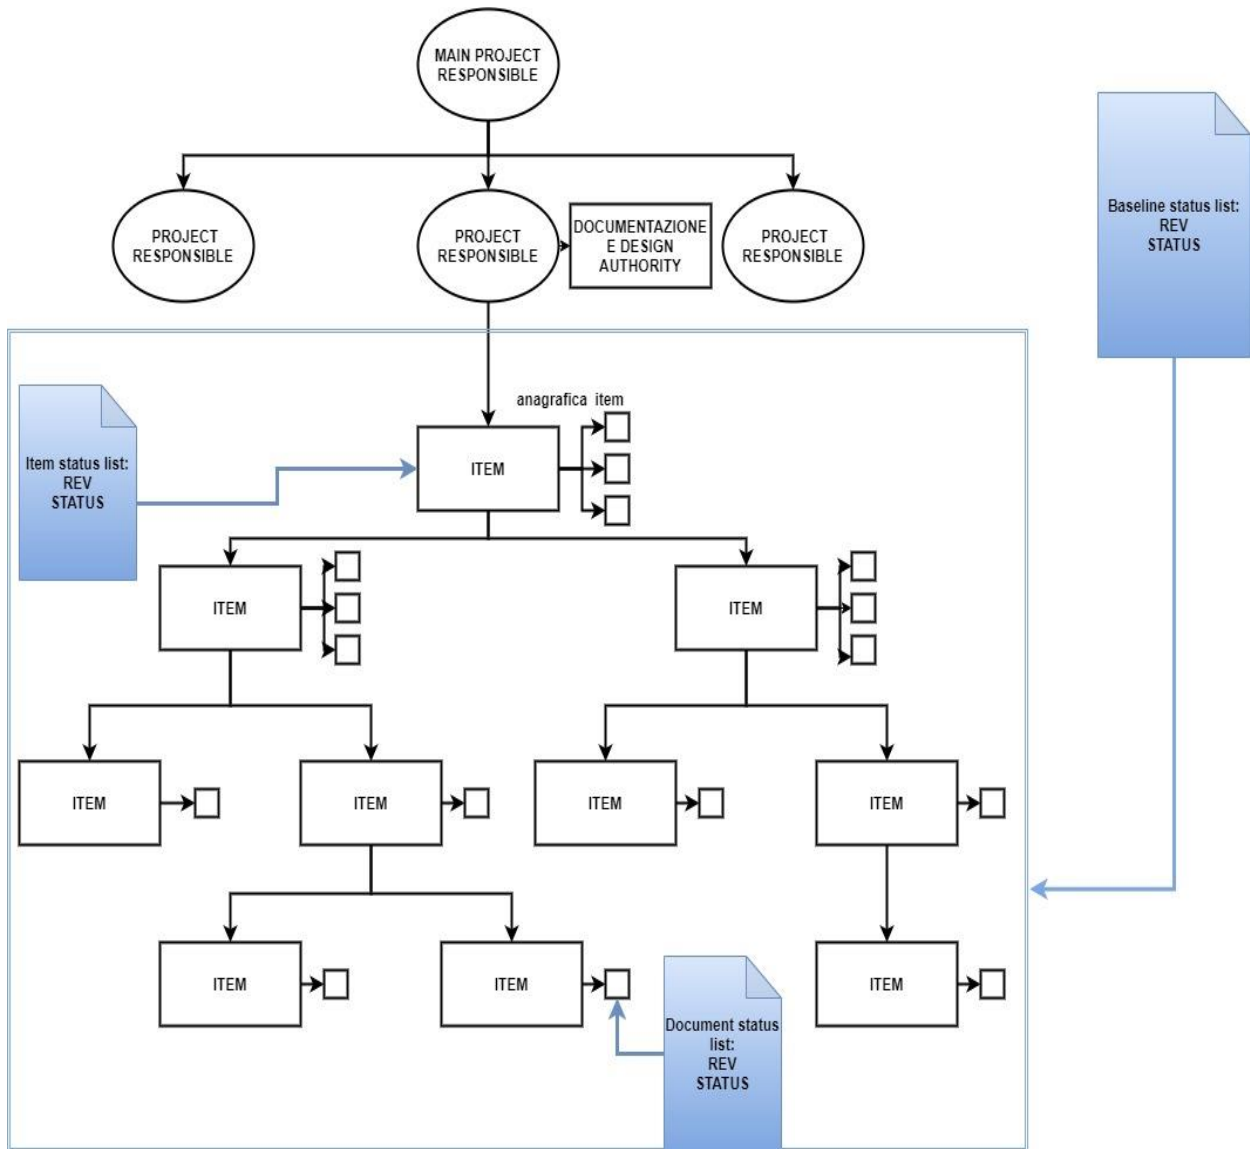 MAIN PROJECT
RESPONSIBLE
PROJECT
RESPONSIBLE
PROJECT
RESPONSIBLE
DOCUMENTAZIONE
E DESIGN
AUTHORITY
PROJECT
RESPONSIBLE
Baseline status list:
REV
STATUS
anagrafica item
Item status list:
REV
STATUS
ITEM
ITEM
ITEM
ITEM
ITEM
ITEM
ITEM
ITEM
ITEM
ITEM
Document status
list:
REV
STATUS